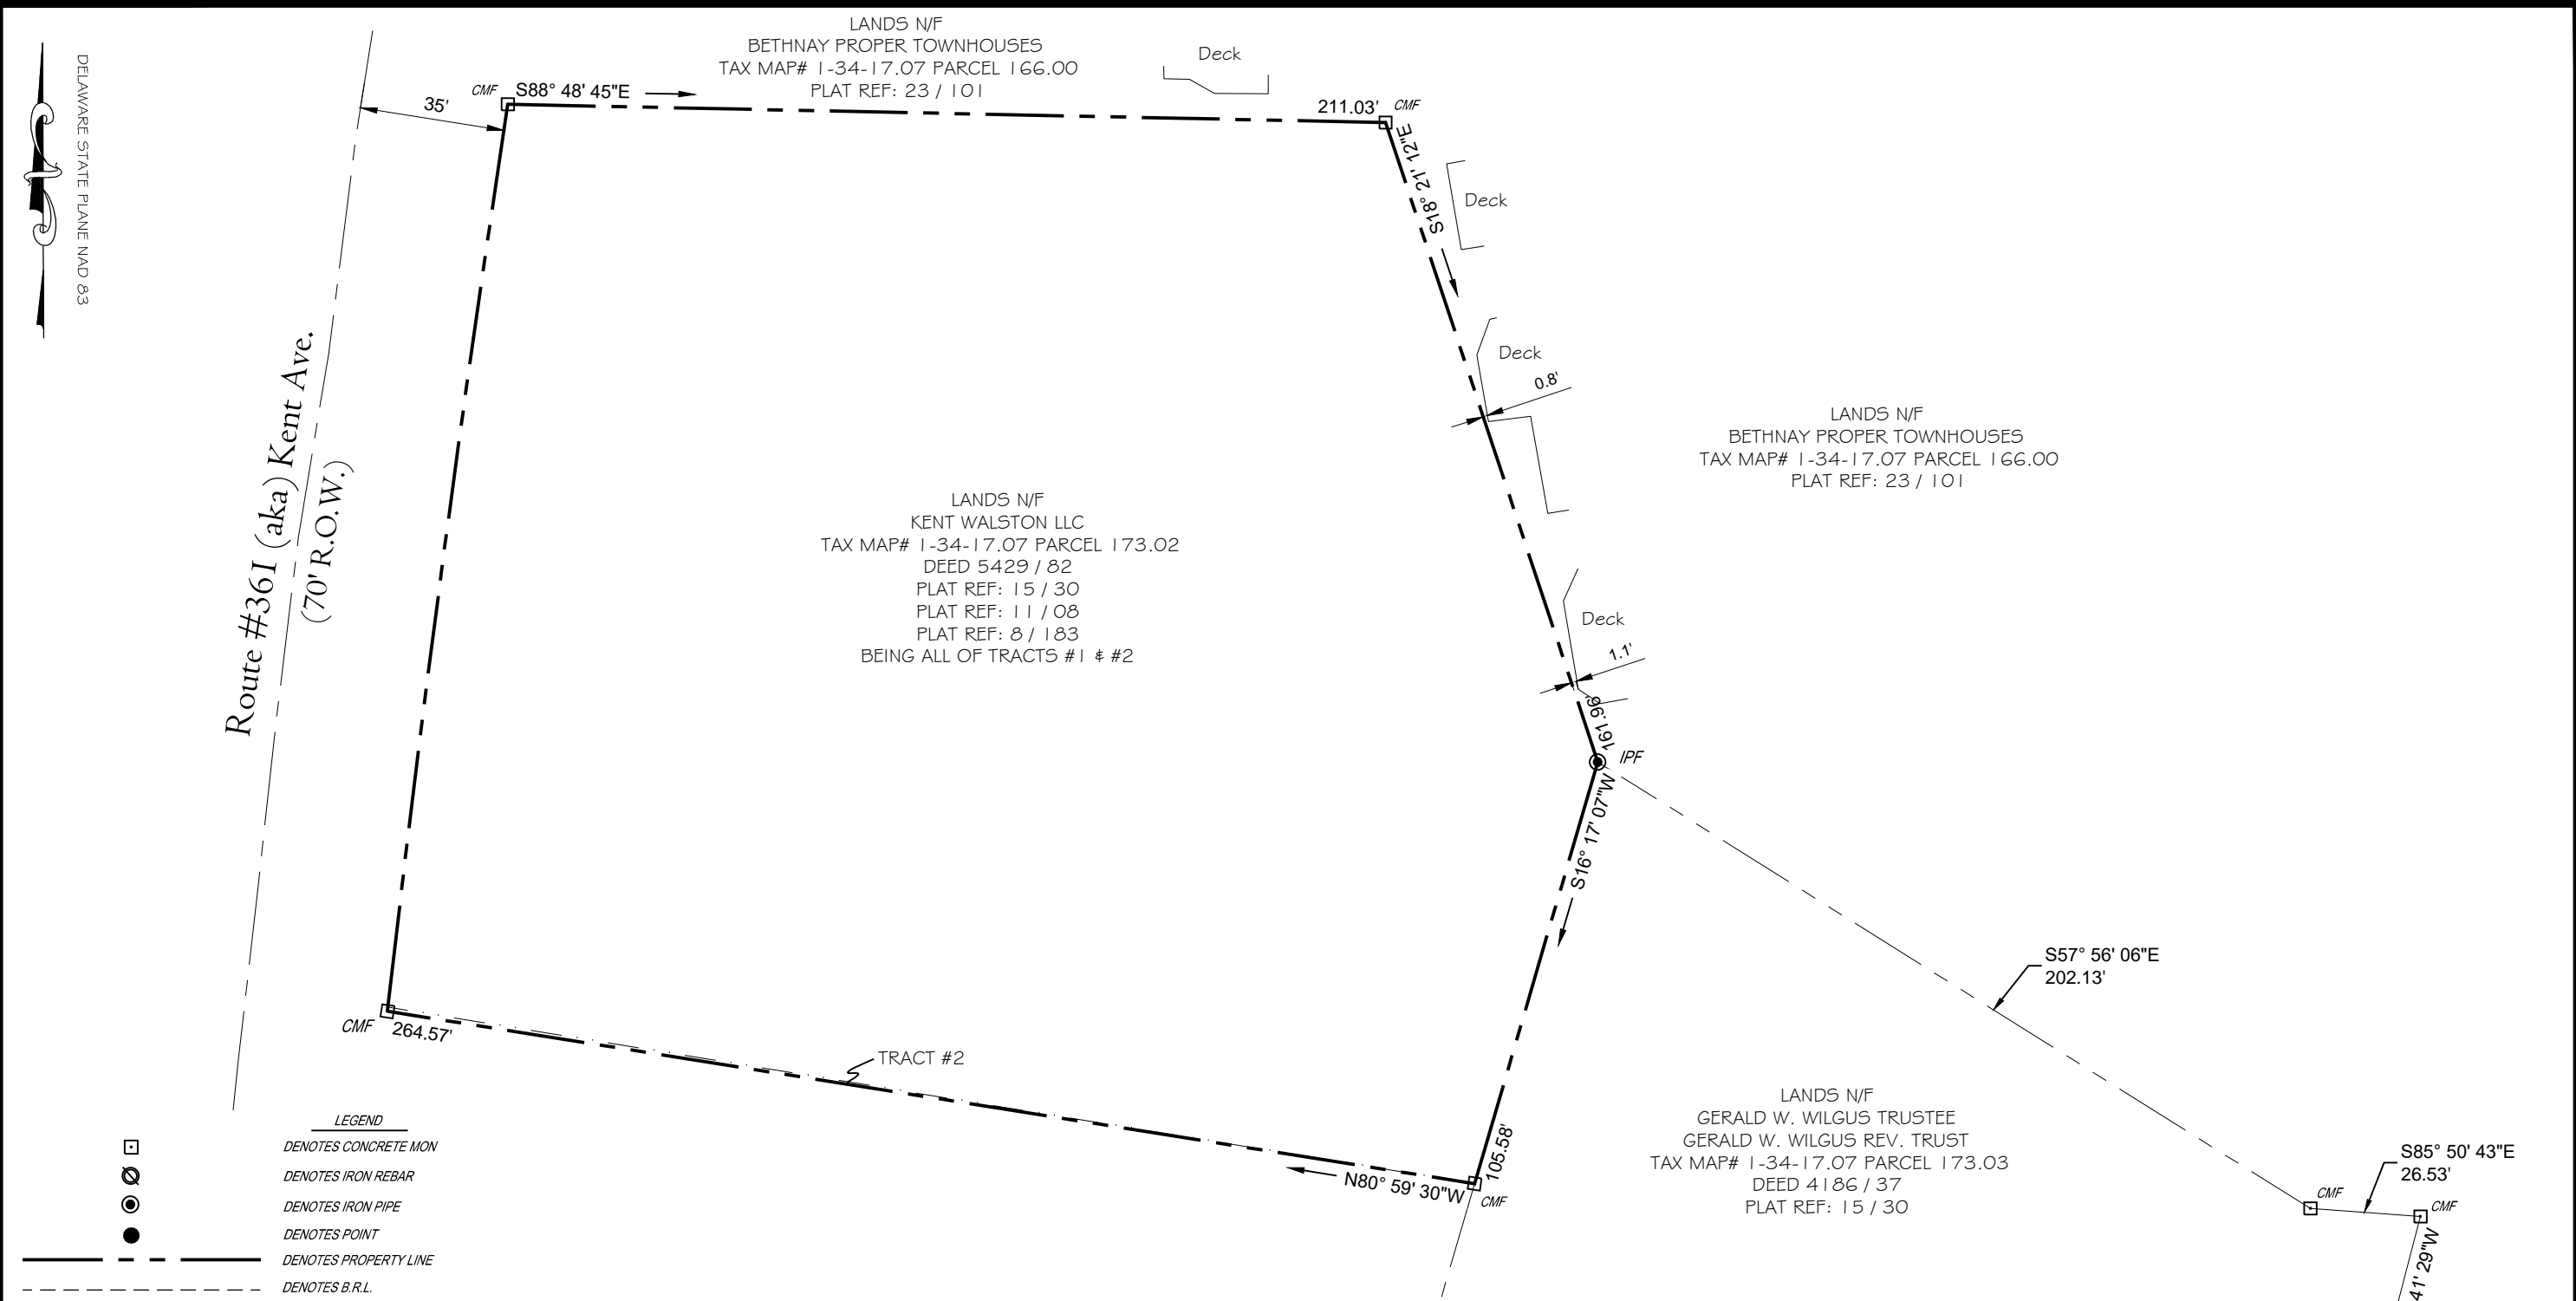 LANDS N/F
BETHNAY PROPER TOWNHOUSES
TAX MAP# 1-34-17.07 PARCEL 166.00
PLAT REF: 23 / 101
Deck
DELAWARE STATE PLANE NAD 83
35'
CMF
S88° 48' 45"E
211.03'
CMF
S18° 21' 12"E
Deck
Deck
0.8'
Route #361 (aka) Kent Ave.
(70' R.O.W.)
LANDS N/F
KENT WALSTON LLC
TAX MAP# 1-34-17.07 PARCEL 173.02
DEED 5429 / 82
PLAT REF: 15 / 30
PLAT REF: 11 / 08
PLAT REF: 8 / 183
BEING ALL OF TRACTS #1 & #2
LANDS N/F
BETHNAY PROPER TOWNHOUSES
TAX MAP# 1-34-17.07 PARCEL 166.00
PLAT REF: 23 / 101
Deck
1.1'
161.96'
IPF
S16° 17' 07"W
S57° 56' 06"E
202.13'
CMF
264.57'
TRACT #2
105.58'
N80° 59' 30"W
CMF
LANDS N/F
GERALD W. WILGUS TRUSTEE
GERALD W. WILGUS REV. TRUST
TAX MAP# 1-34-17.07 PARCEL 173.03
DEED 4186 / 37
PLAT REF: 15 / 30
S85° 50' 43"E
26.53'
CMF
CMF
41' 29"W
LEGEND
DENOTES CONCRETE MON
DENOTES IRON REBAR
DENOTES IRON PIPE
DENOTES POINT
DENOTES PROPERTY LINE
DENOTES B.R.L.